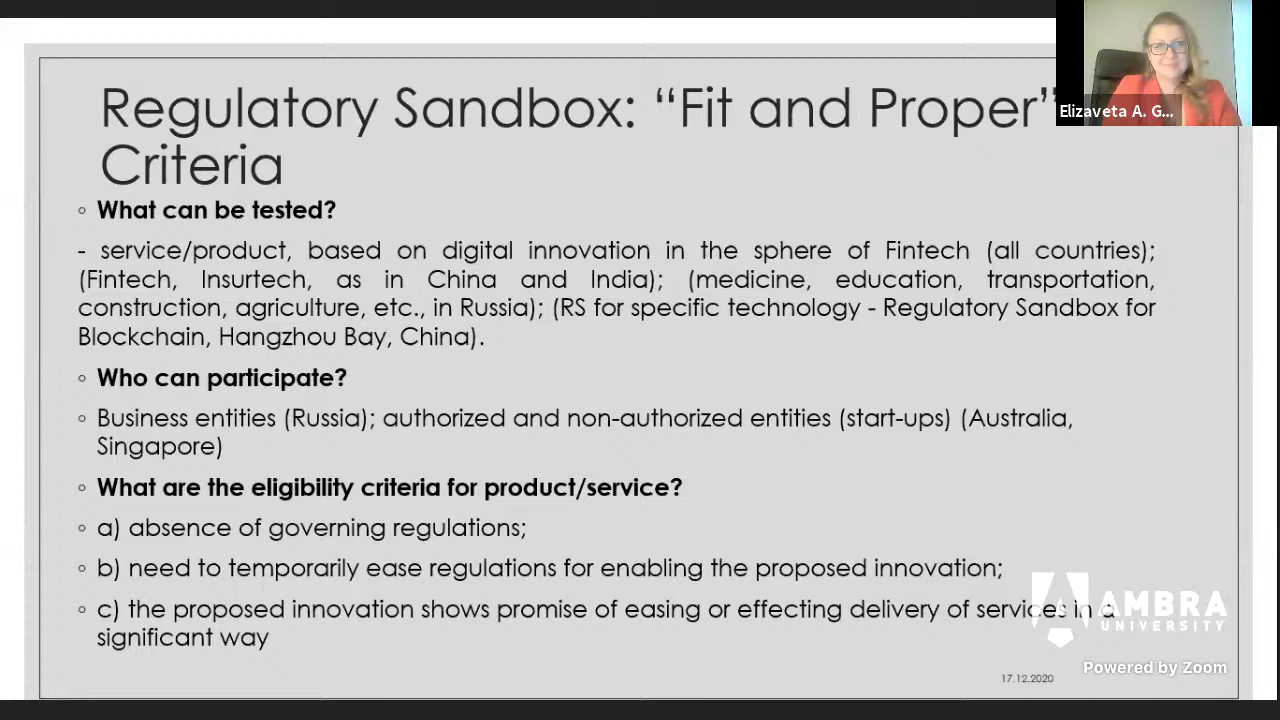 Regulatory Sandbox: “Fit and Proper”
Criteria
Elizaveta A. G...
◦ What can be tested?
- service/product, based on digital innovation in the sphere of Fintech (all countries);
(Fintech, Insurtech, as in China and India); (medicine, education, transportation,
construction, agriculture, etc., in Russia); (RS for specific technology - Regulatory Sandbox for
Blockchain, Hangzhou Bay, China).
◦ Who can participate?
◦ Business entities (Russia); authorized and non-authorized entities (start-ups) (Australia,
Singapore)
◦ What are the eligibility criteria for product/service?
◦ a) absence of governing regulations;
◦ b) need to temporarily ease regulations for enabling the proposed innovation;
◦ c) the proposed innovation shows promise of easing or effecting delivery of services in a
significant way
AMBRA
UNIVERSITY
Powered by Zoom
17.12.2020